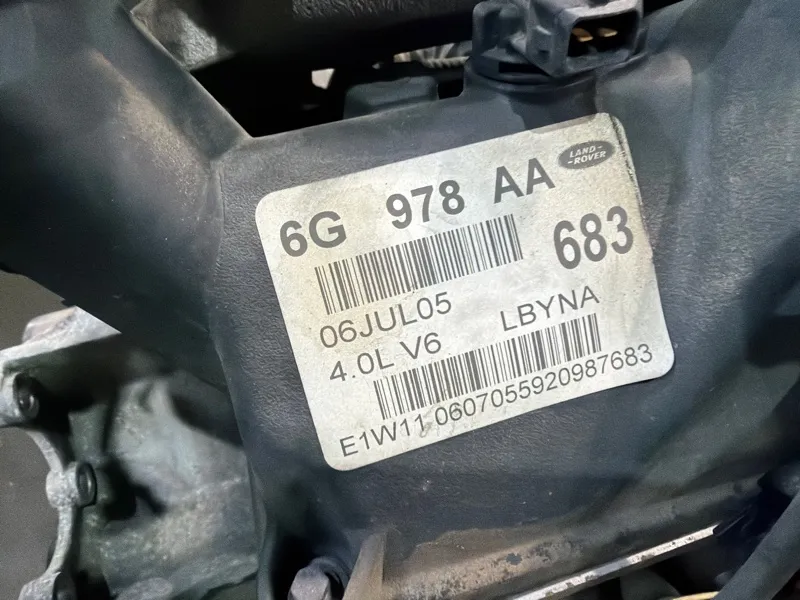 6G 978 AA
LAND-
-ROVER
683
06JUL05
4.0L V6 LBYNA
E1W11 0607055920987683